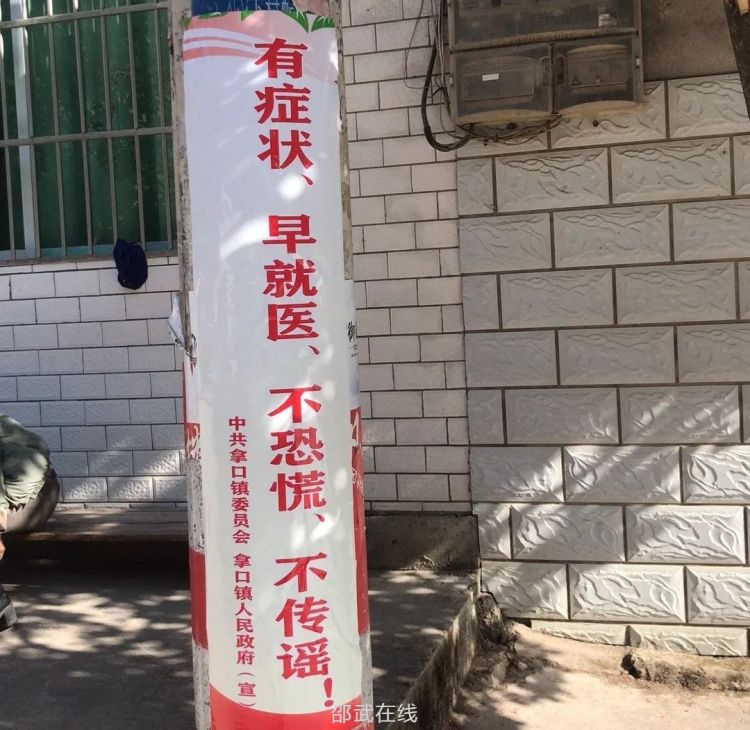 有症状、早就医、不恐慌、不传谣！
中共拿口镇委员会 拿口镇人民政府（宣）
邵武在线